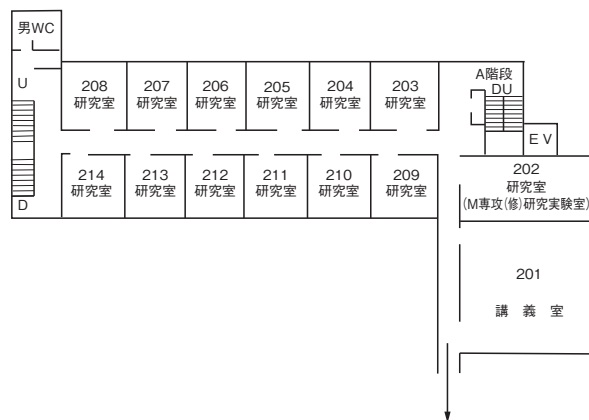 男WC
U
D
208
研究室
207
研究室
206
研究室
205
研究室
204
研究室
203
研究室
A階段
DU
EV
214
研究室
213
研究室
212
研究室
211
研究室
210
研究室
209
研究室
202
研究室
(M専攻(修)研究実験室)
201
講 義 室